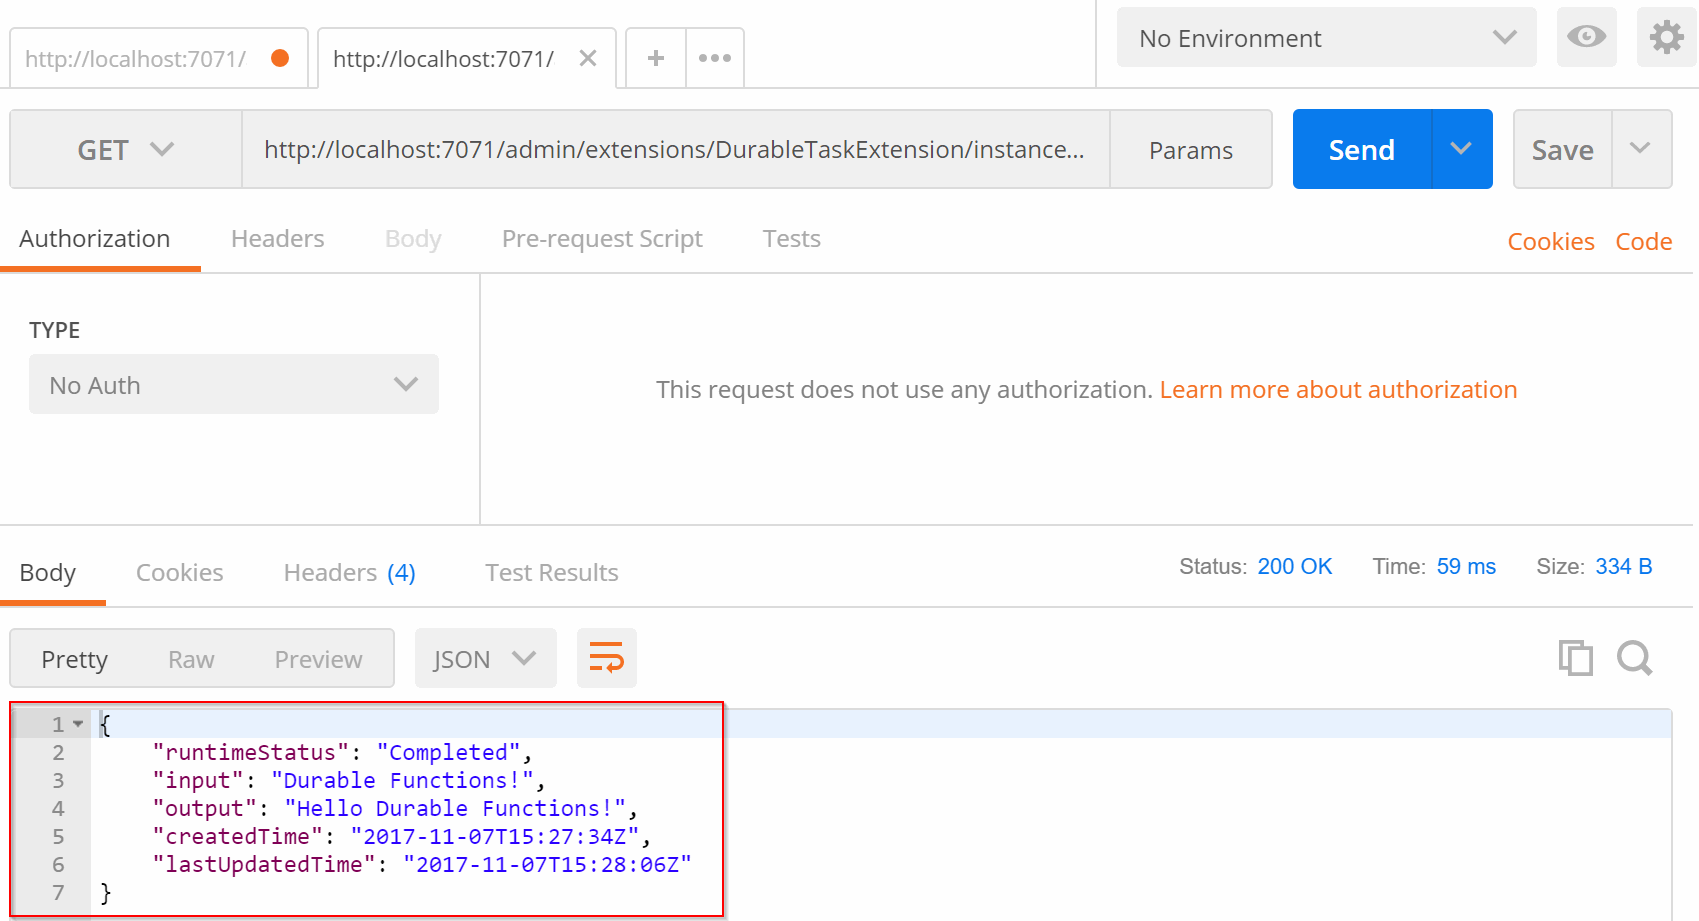 http://localhost:7071/ http://localhost:7071/ No Environment
GET http://localhost:7071/admin/extensions/DurableTaskExtension/instance... Params Send Save
Authorization Headers Body Pre-request Script Tests Cookies Code
TYPE
No Auth
This request does not use any authorization. Learn more about authorization
Body Cookies Headers (4) Test Results Status: 200 OK Time: 59 ms Size: 334 B
Pretty Raw Preview JSON
1 {
2 "runtimeStatus": "Completed",
3 "input": "Durable Functions!",
4 "output": "Hello Durable Functions!",
5 "createdTime": "2017-11-07T15:27:34Z",
6 "lastUpdatedTime": "2017-11-07T15:28:06Z"
7 }